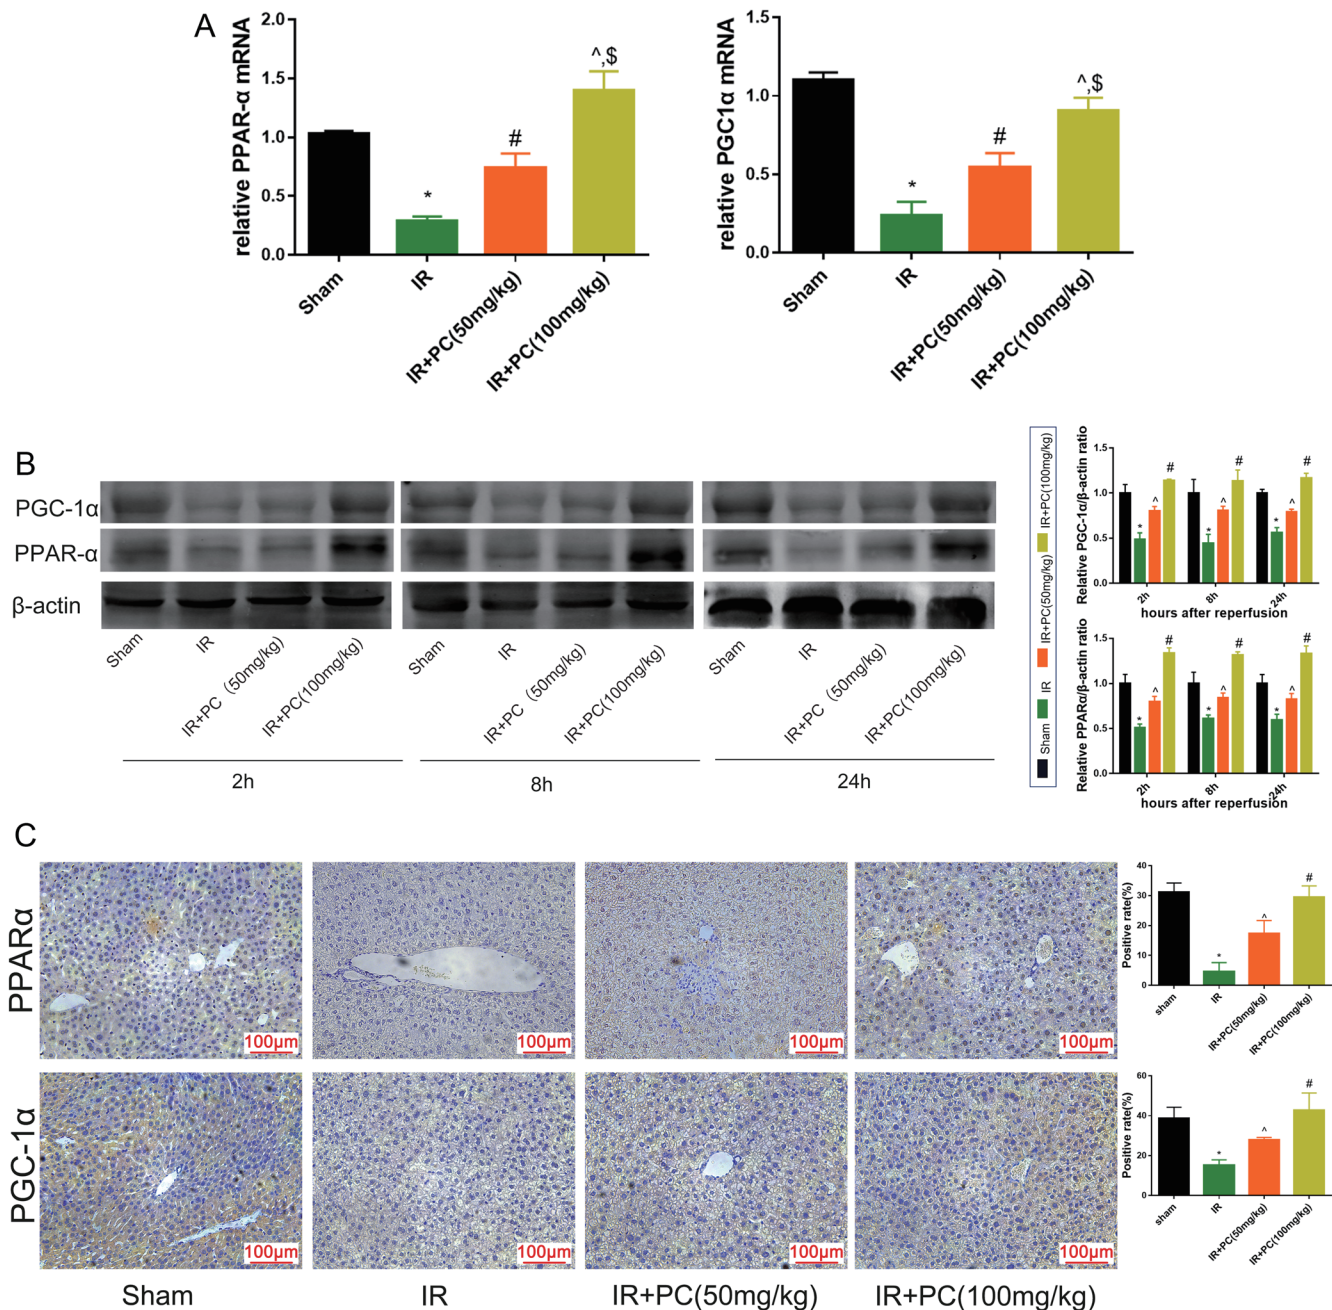 A
relative PPAR-α mRNA
2.0
1.5
1.0
0.5
0.0
*
#
^,$
Sham
IR
IR+PC(50mg/kg)
IR+PC(100mg/kg)
relative PGC1α mRNA
1.5
1.0
0.5
0.0
*
#
^,$
Sham
IR
IR+PC(50mg/kg)
IR+PC(100mg/kg)
B
PGC-1α
PPAR-α
β-actin
Sham
IR
IR+PC (50mg/kg)
IR+PC(100mg/kg)
Sham
IR
IR+PC (50mg/kg)
IR+PC(100mg/kg)
Sham
IR
IR+PC (50mg/kg)
IR+PC(100mg/kg)
2h
8h
24h
Sham
IR
IR+PC(50mg/kg)
IR+PC(100mg/kg)
Relative PGC-1α/β-actin ratio
1.5
1.0
0.5
0.0
* ^ #
* ^ #
* ^ #
2h
8h
24h
hours after reperfusion
Relative PPARα/β-actin ratio
1.5
1.0
0.5
0.0
* ^ #
* ^ #
* ^ #
2h
8h
24h
hours after reperfusion
C
PPARα
100μm
100μm
100μm
100μm
Positive rate(%)
40
30
20
10
0
*
^
#
sham
IR
IR+PC(50mg/kg)
IR+PC(100mg/kg)
PGC-1α
100μm
100μm
100μm
100μm
Positive rate(%)
60
40
20
0
*
^
#
sham
IR
IR+PC(50mg/kg)
IR+PC(100mg/kg)
Sham
IR
IR+PC(50mg/kg)
IR+PC(100mg/kg)